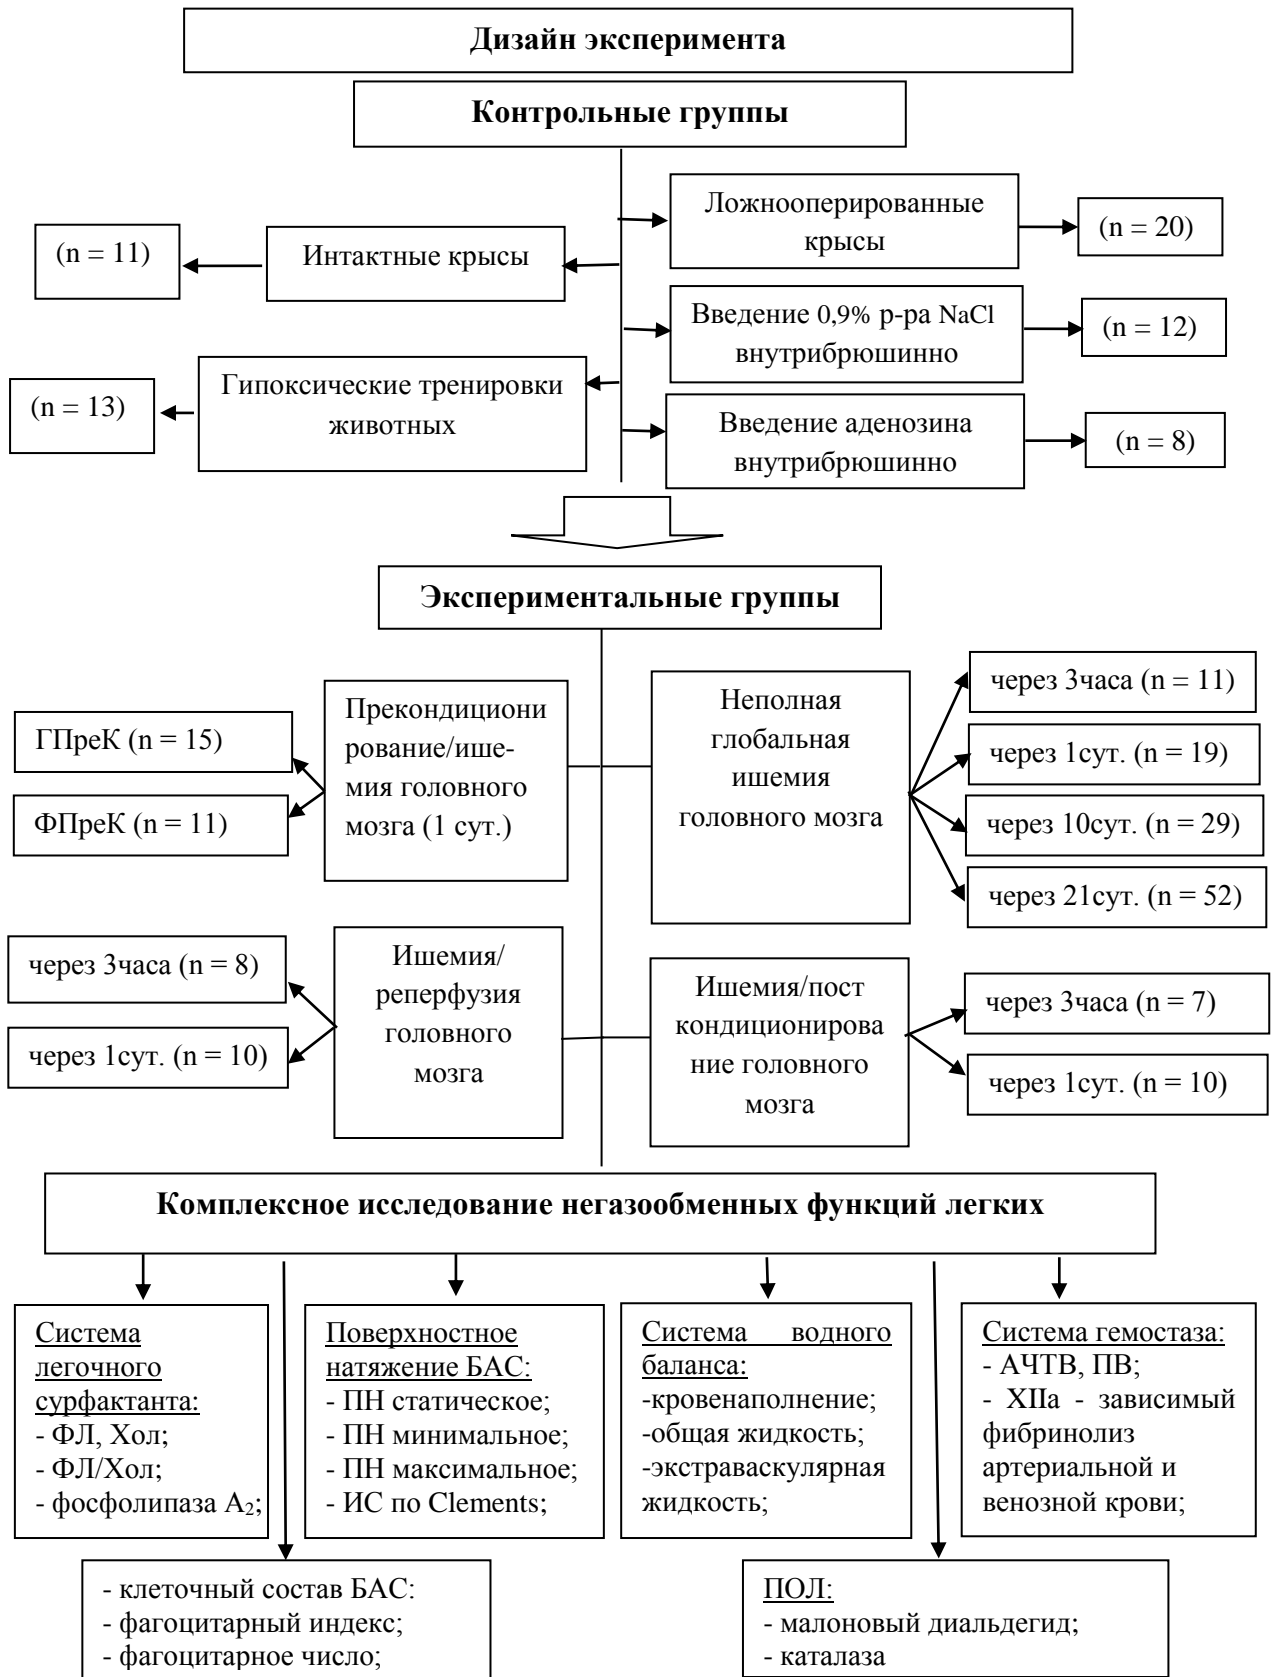 Дизайн эксперимента
Контрольные группы
Ложнооперированные
крысы
(n = 20)
(n = 11)
Интактные крысы
Введение 0,9% р-ра NaCl
внутрибрюшинно
(n = 12)
Гипоксические тренировки
животных
(n = 13)
Введение аденозина
внутрибрюшинно
(n = 8)
Экспериментальные группы
Прекондициони
рование/ише-
мия головного
мозга (1 сут.)
ГПреК (n = 15)
ФПреК (n = 11)
Неполная
глобальная
ишемия
головного мозга
через 3часа (n = 11)
через 1сут. (n = 19)
через 10сут. (n = 29)
через 21сут. (n = 52)
Ишемия/
реперфузия
головного
мозга
через 3часа (n = 8)
через 1сут. (n = 10)
Ишемия/пост
кондиционирова
ние головного
мозга
через 3часа (n = 7)
через 1сут. (n = 10)
Комплексное исследование негазообменных функций легких
Система
легочного
сурфактанта:
- ФЛ, Хол;
- ФЛ/Хол;
- фосфолипаза А₂;
Поверхностное
натяжение БАС:
- ПН статическое;
- ПН минимальное;
- ПН максимальное;
- ИС по Clements;
Система водного
баланса:
-кровенаполнение;
-общая жидкость;
-экстраваскулярная
жидкость;
Система гемостаза:
- АЧТВ, ПВ;
- XIIа - зависимый
фибринолиз
артериальной и
венозной крови;
- клеточный состав БАС:
- фагоцитарный индекс;
- фагоцитарное число;
ПОЛ:
- малоновый диальдегид;
- каталаза